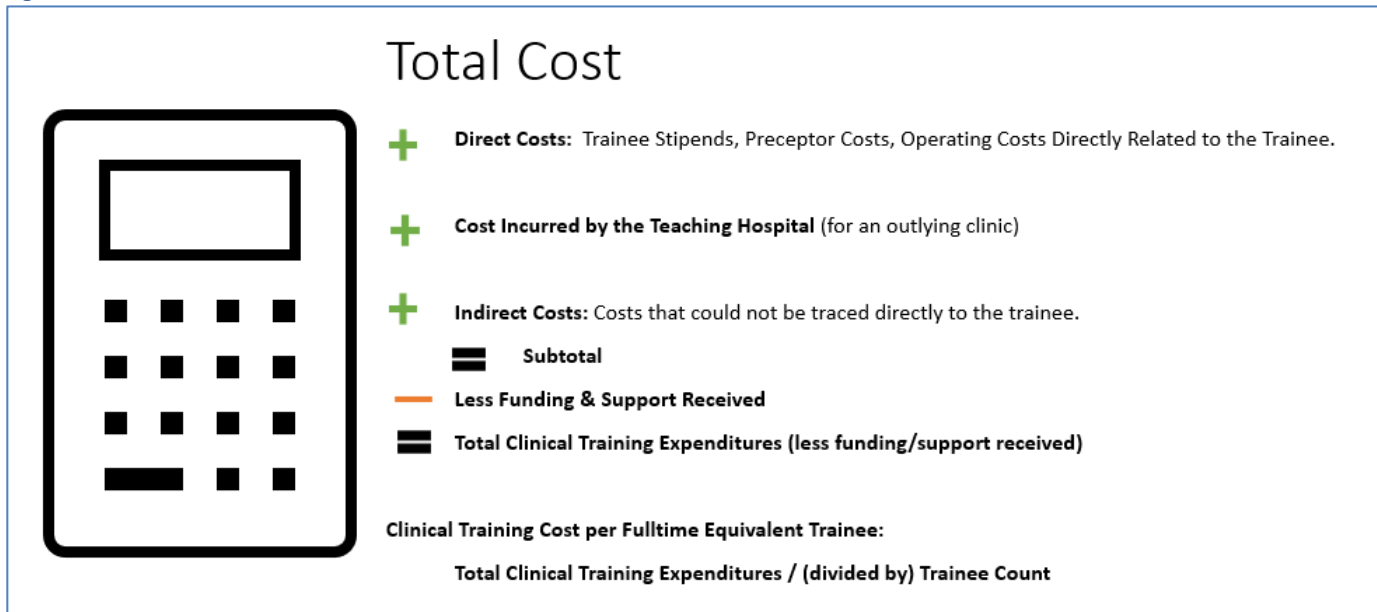 Total Cost
Direct Costs: Trainee Stipends, Preceptor Costs, Operating Costs Directly Related to the Trainee.
Cost Incurred by the Teaching Hospital (for an outlying clinic)
Indirect Costs: Costs that could not be traced directly to the trainee.
Subtotal
Less Funding & Support Received
Total Clinical Training Expenditures (less funding/support received)
Clinical Training Cost per Fulltime Equivalent Trainee:
Total Clinical Training Expenditures / (divided by) Trainee Count